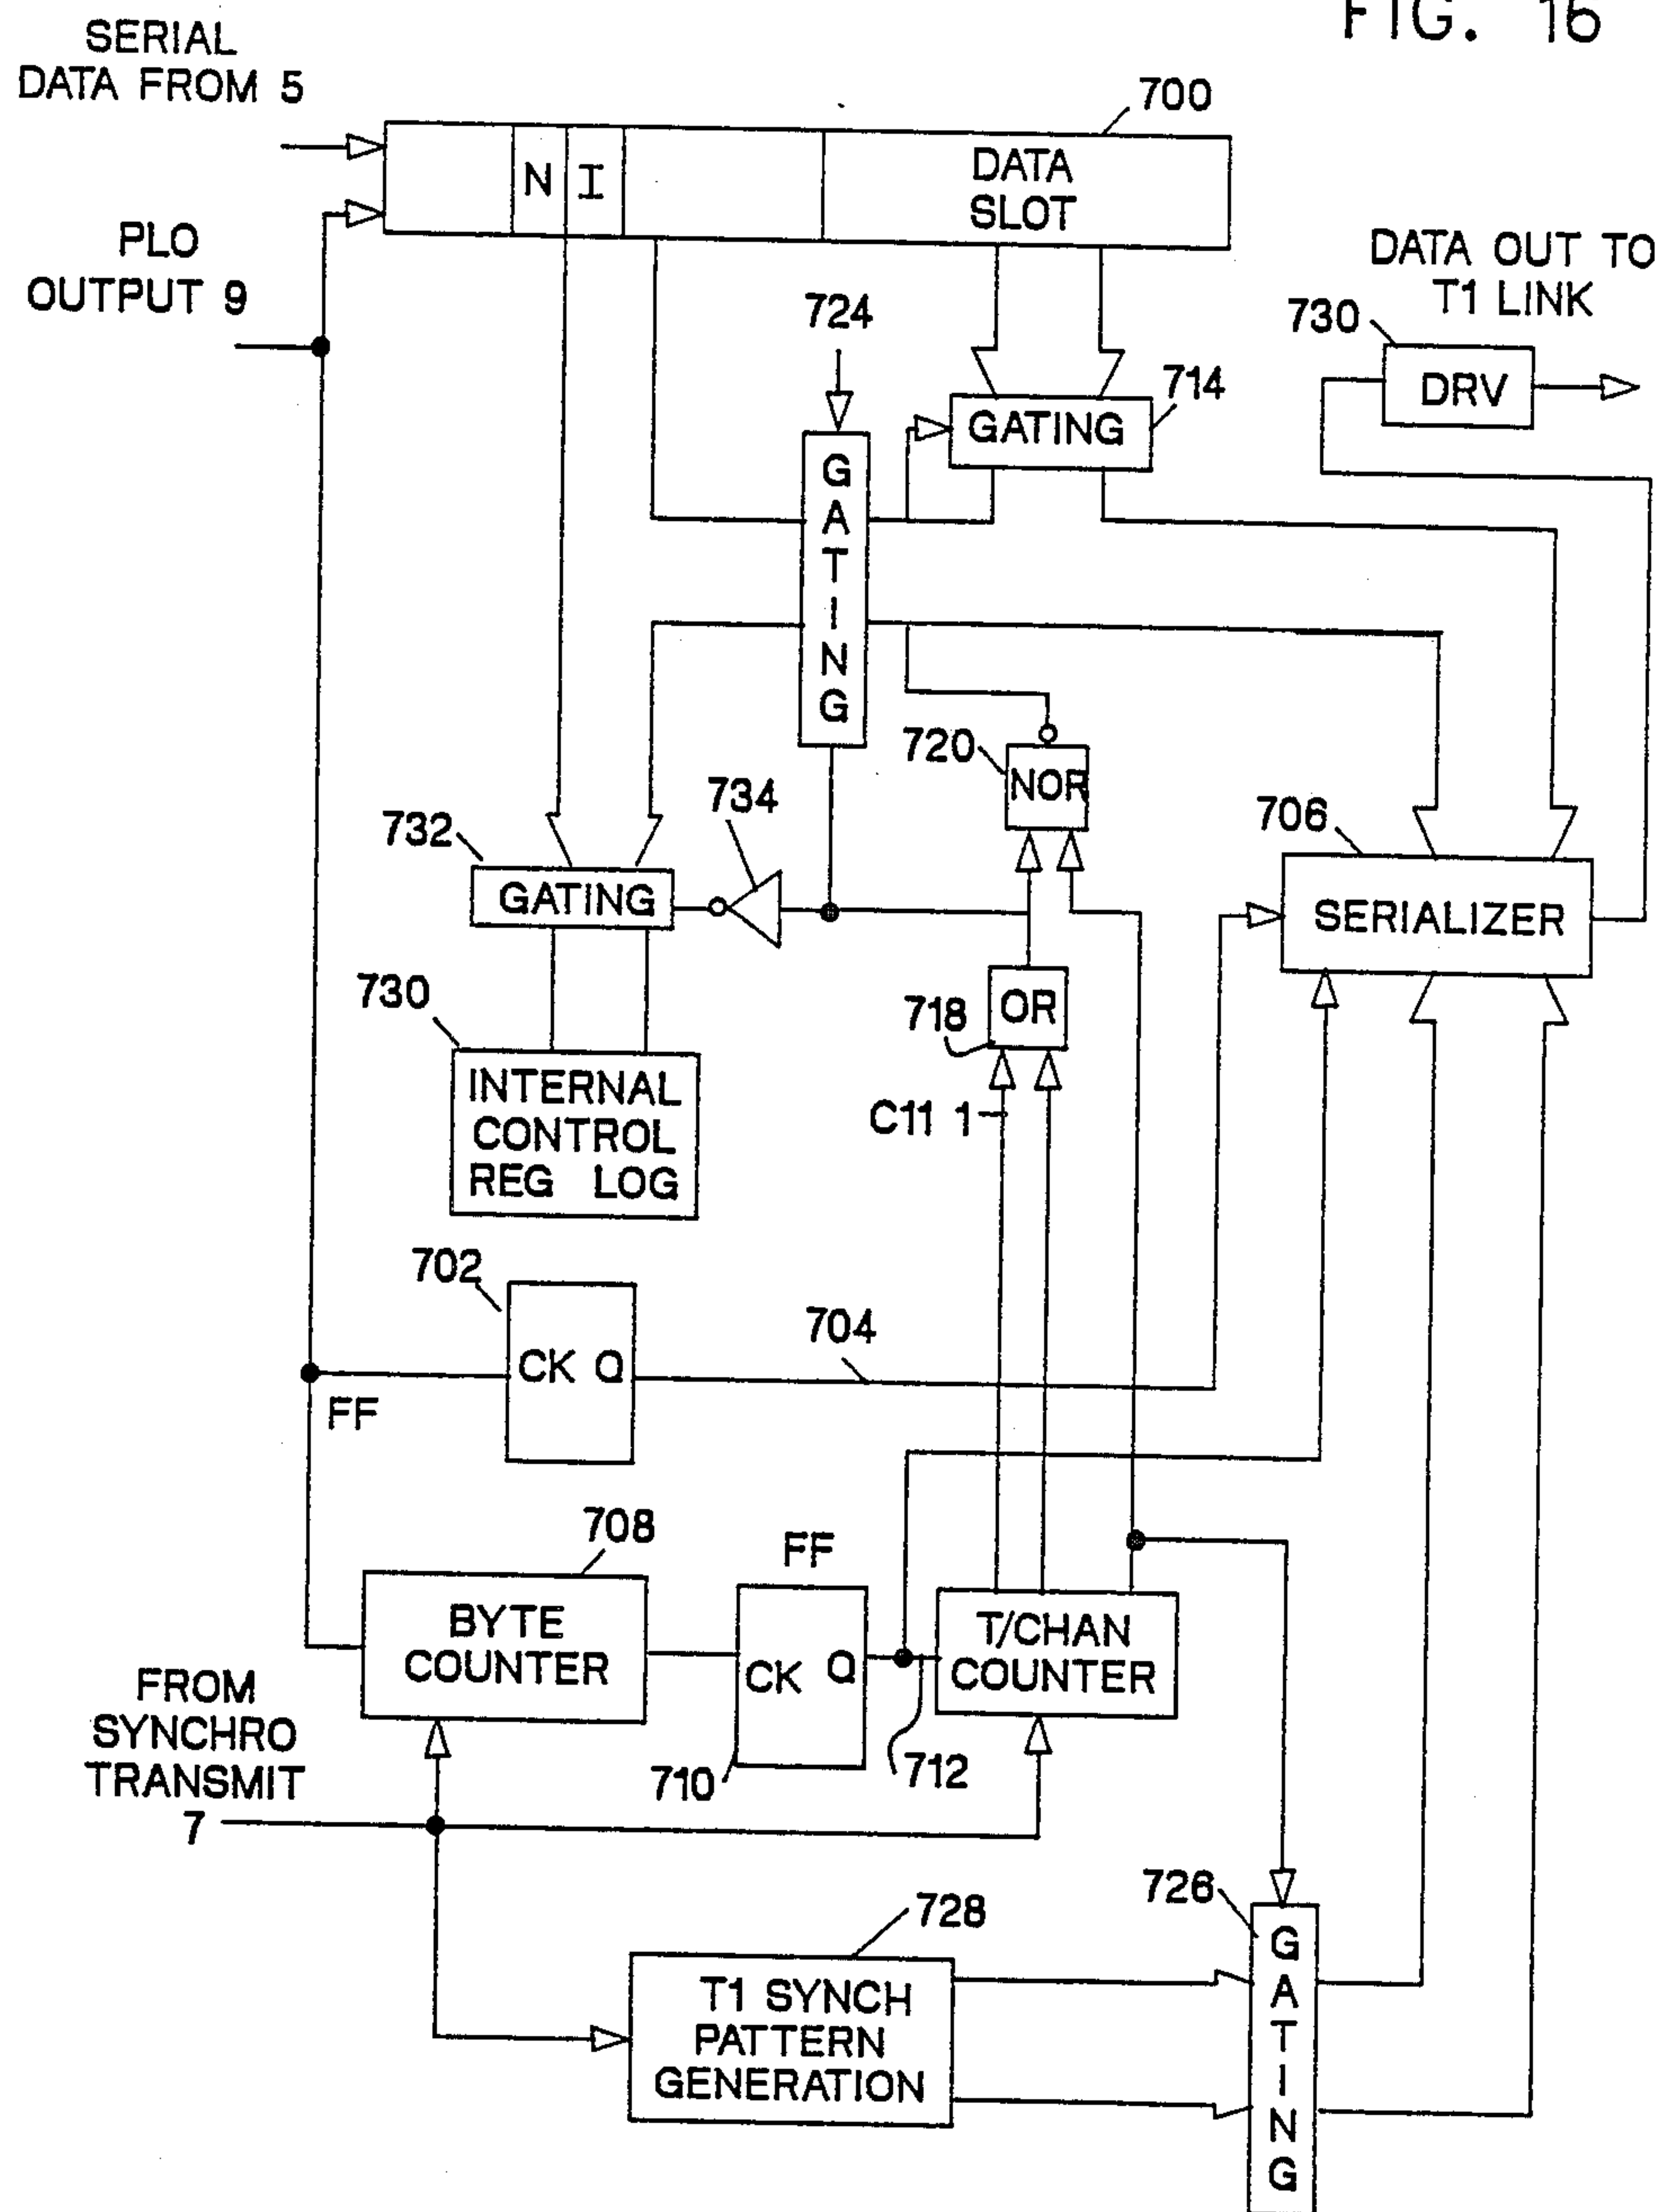 FIG. 16
SERIAL
DATA FROM 5
700
N I
DATA
SLOT
PLO
OUTPUT 9
DATA OUT TO
T1 LINK
724
730
DRV
714
GATING
GATING
720
NOR
734
732
GATING
706
SERIALIZER
730
INTERNAL
CONTROL
REG LOG
718
OR
C11 1
702
CK Q
704
FF
708
BYTE
COUNTER
FF
CK Q
710
712
T/CHAN
COUNTER
FROM
SYNCHRO
TRANSMIT
7
726
GATING
728
T1 SYNCH
PATTERN
GENERATION